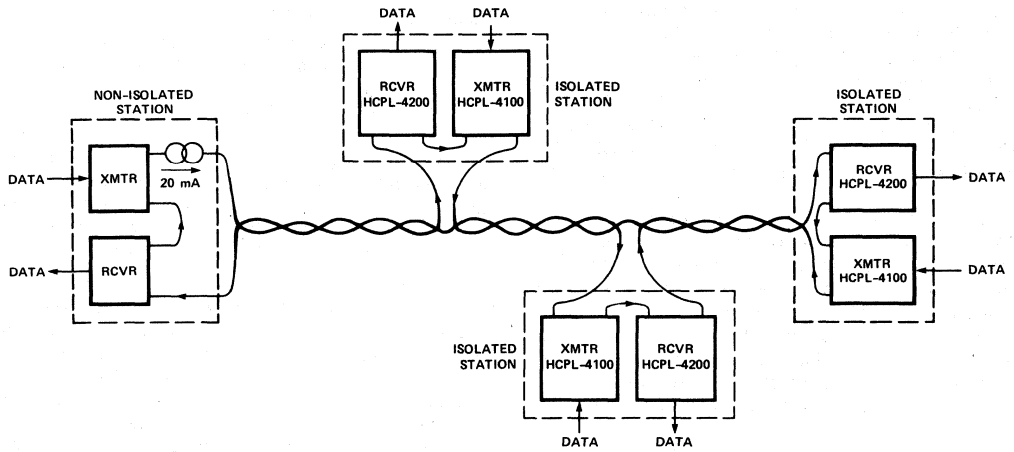 DATA
DATA
RCVR
HCPL-4200
XMTR
HCPL-4100
ISOLATED
STATION
NON-ISOLATED
STATION
DATA
XMTR
20 mA
DATA
RCVR
ISOLATED
STATION
RCVR
HCPL-4200
DATA
XMTR
HCPL-4100
DATA
ISOLATED
STATION
XMTR
HCPL-4100
RCVR
HCPL-4200
DATA
DATA